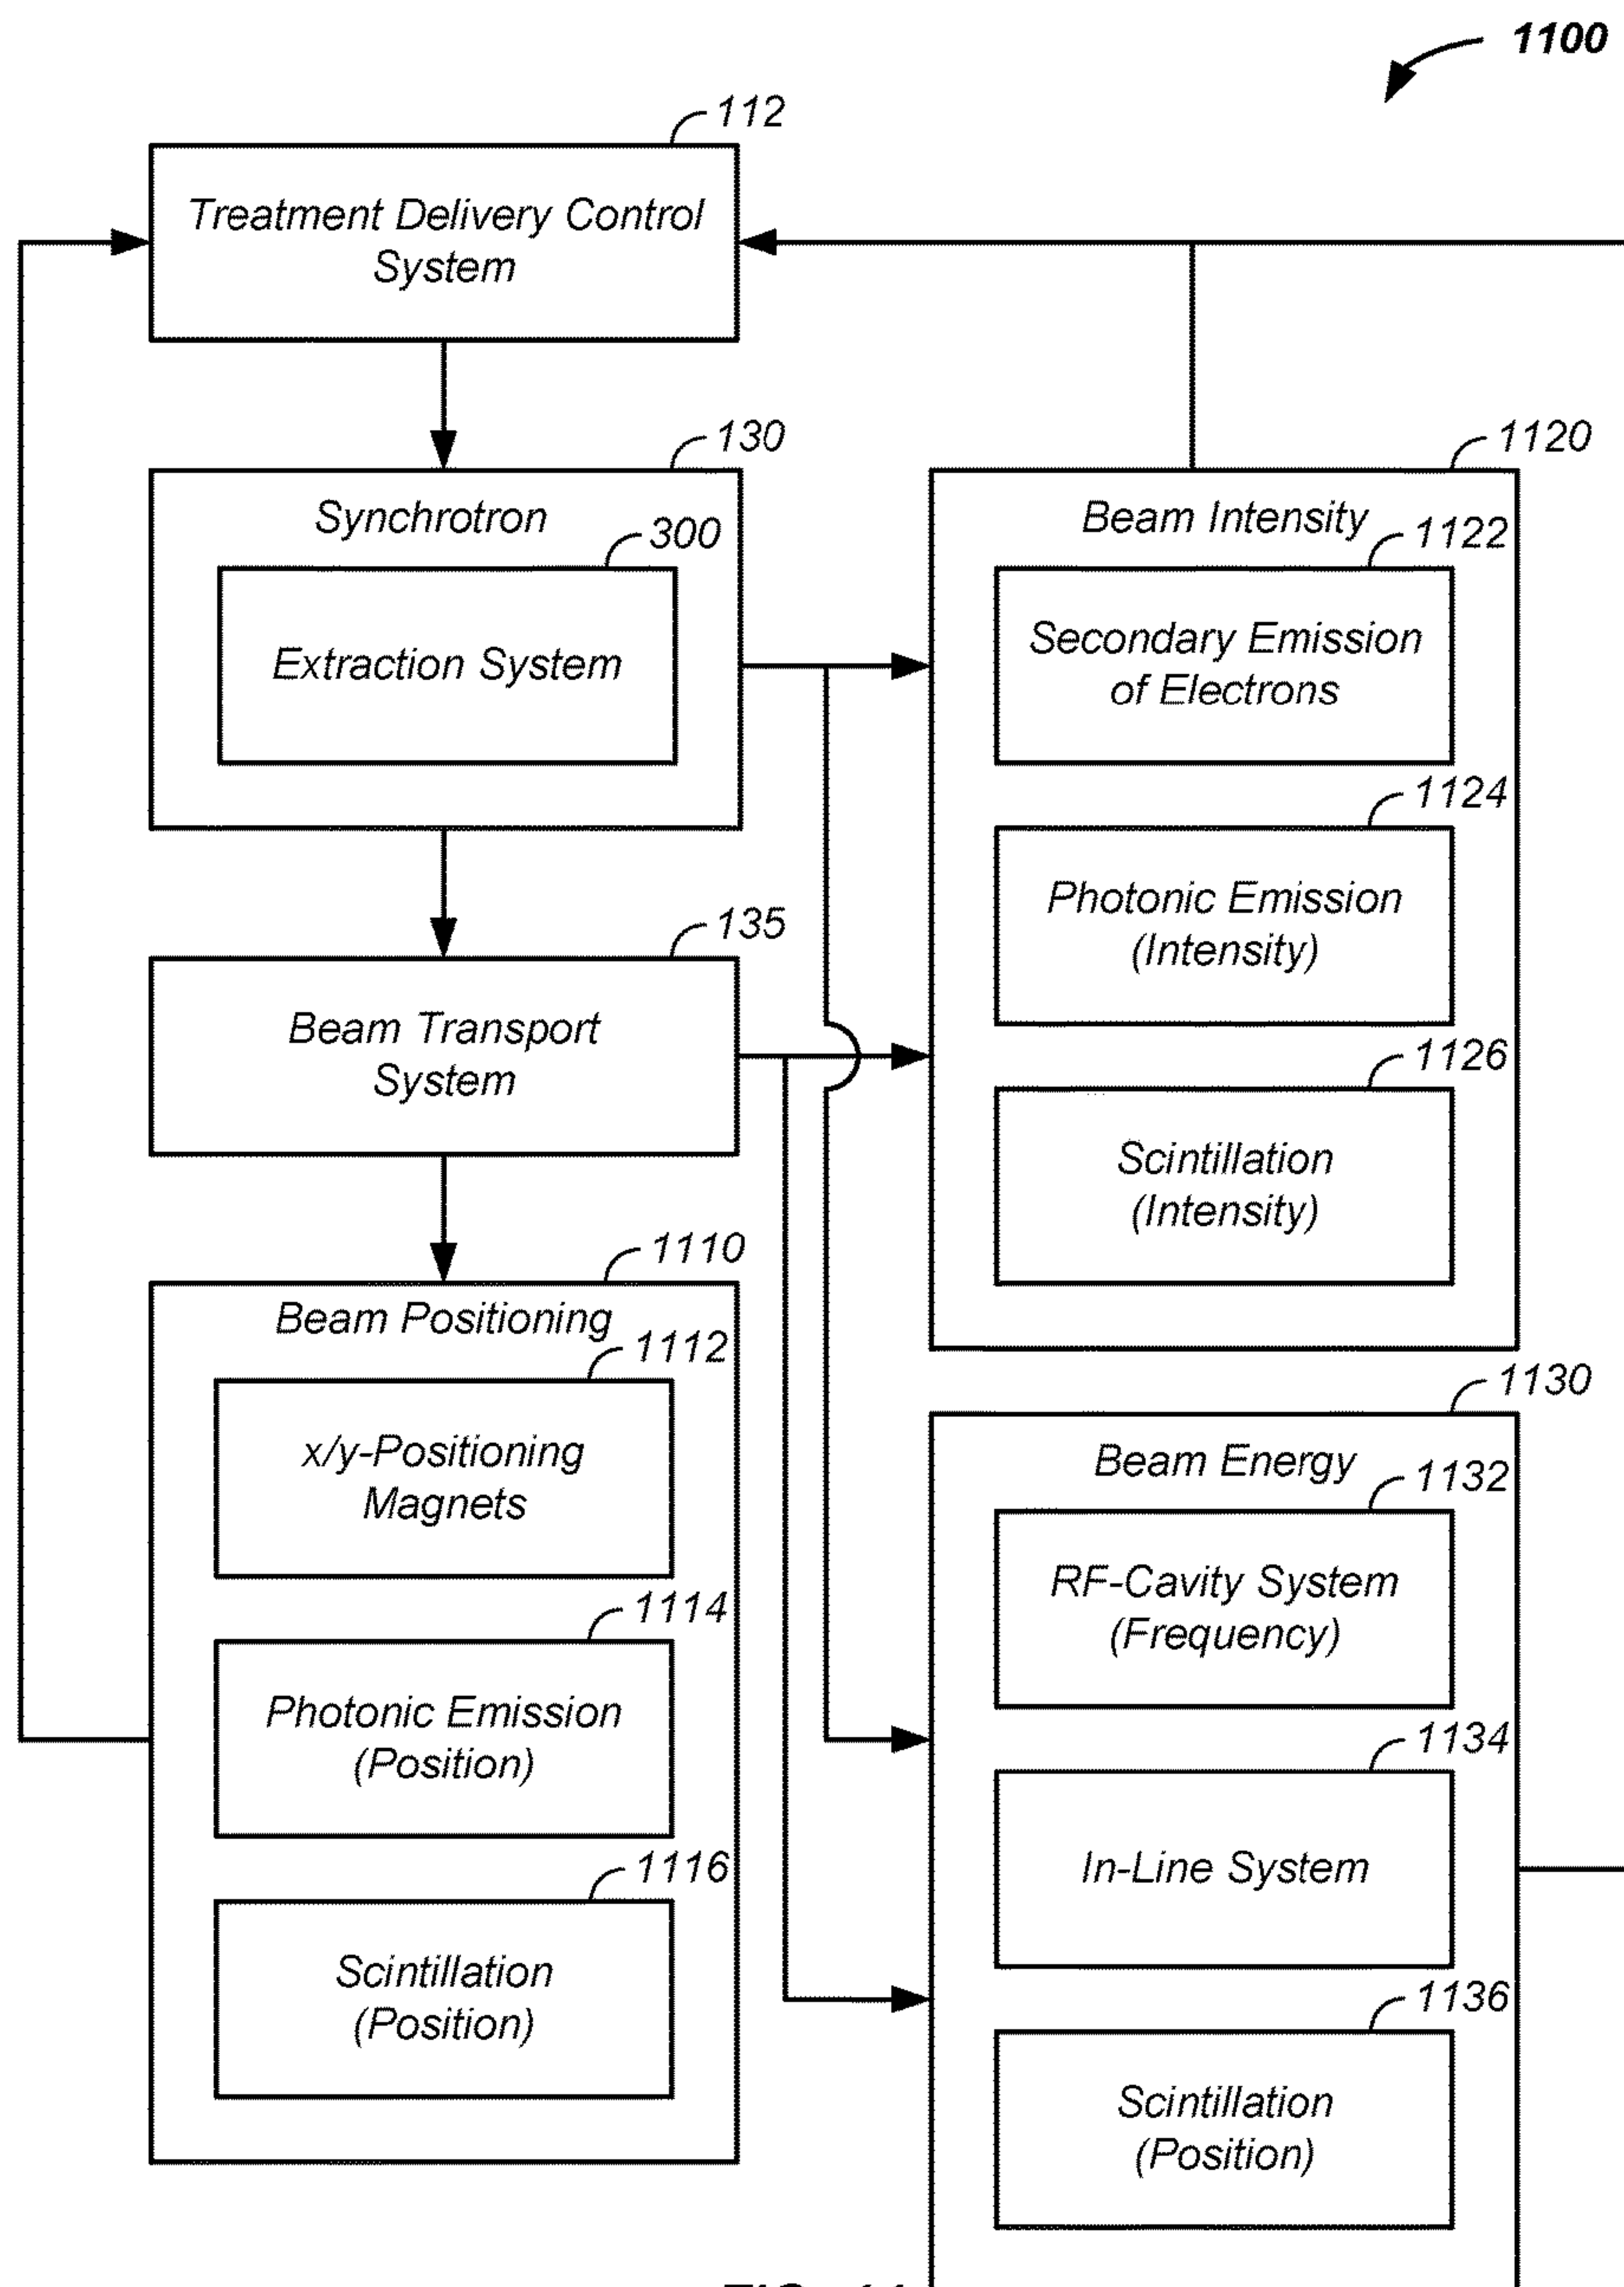 1100
112
Treatment Delivery Control
System
130
Synchrotron
300
Extraction System
135
Beam Transport
System
1110
Beam Positioning
1112
x/y-Positioning
Magnets
1114
Photonic Emission
(Position)
1116
Scintillation
(Position)
1120
Beam Intensity
1122
Secondary Emission
of Electrons
1124
Photonic Emission
(Intensity)
1126
Scintillation
(Intensity)
1130
Beam Energy
1132
RF-Cavity System
(Frequency)
1134
In-Line System
1136
Scintillation
(Position)